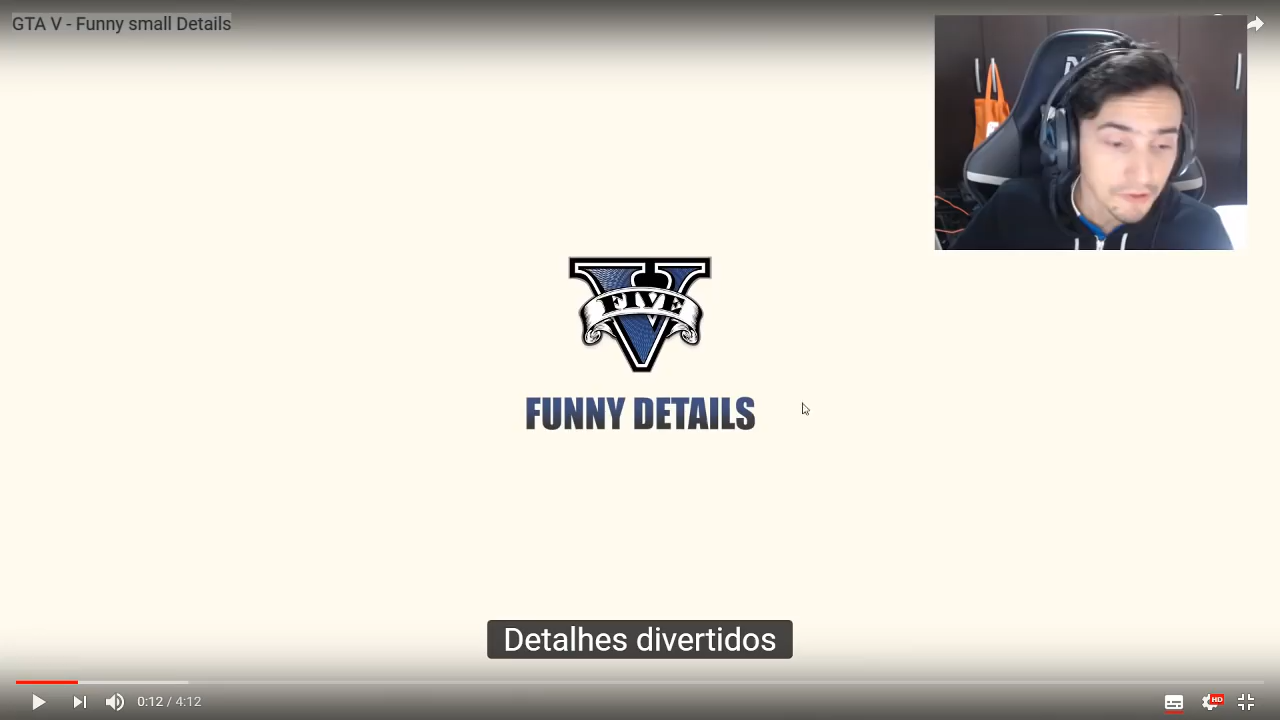 GTA V - Funny small Details
FIVE
FUNNY DETAILS
Detalhes divertidos
0:12 / 4:12
HD